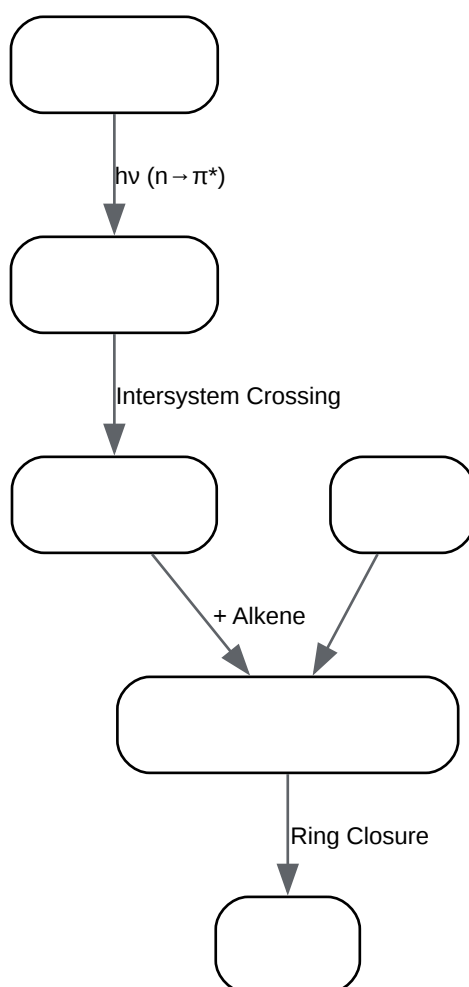 hν (n→π*)
Intersystem Crossing
+ Alkene
Ring Closure